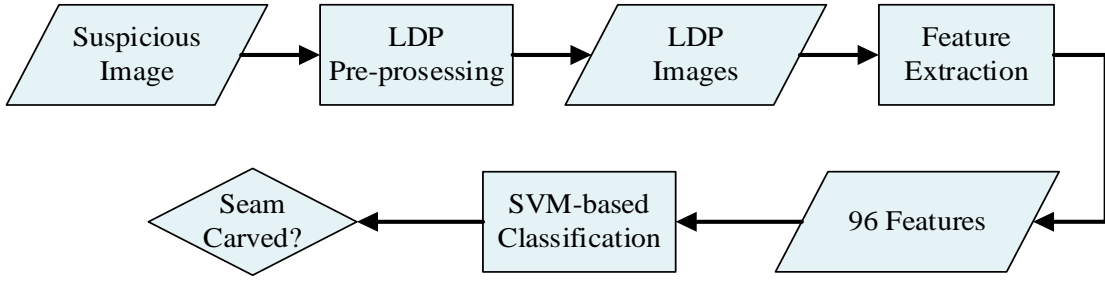 Suspicious
Image
LDP
Pre-prosessing
LDP
Images
Feature
Extraction
96 Features
SVM-based
Classification
Seam
Carved?